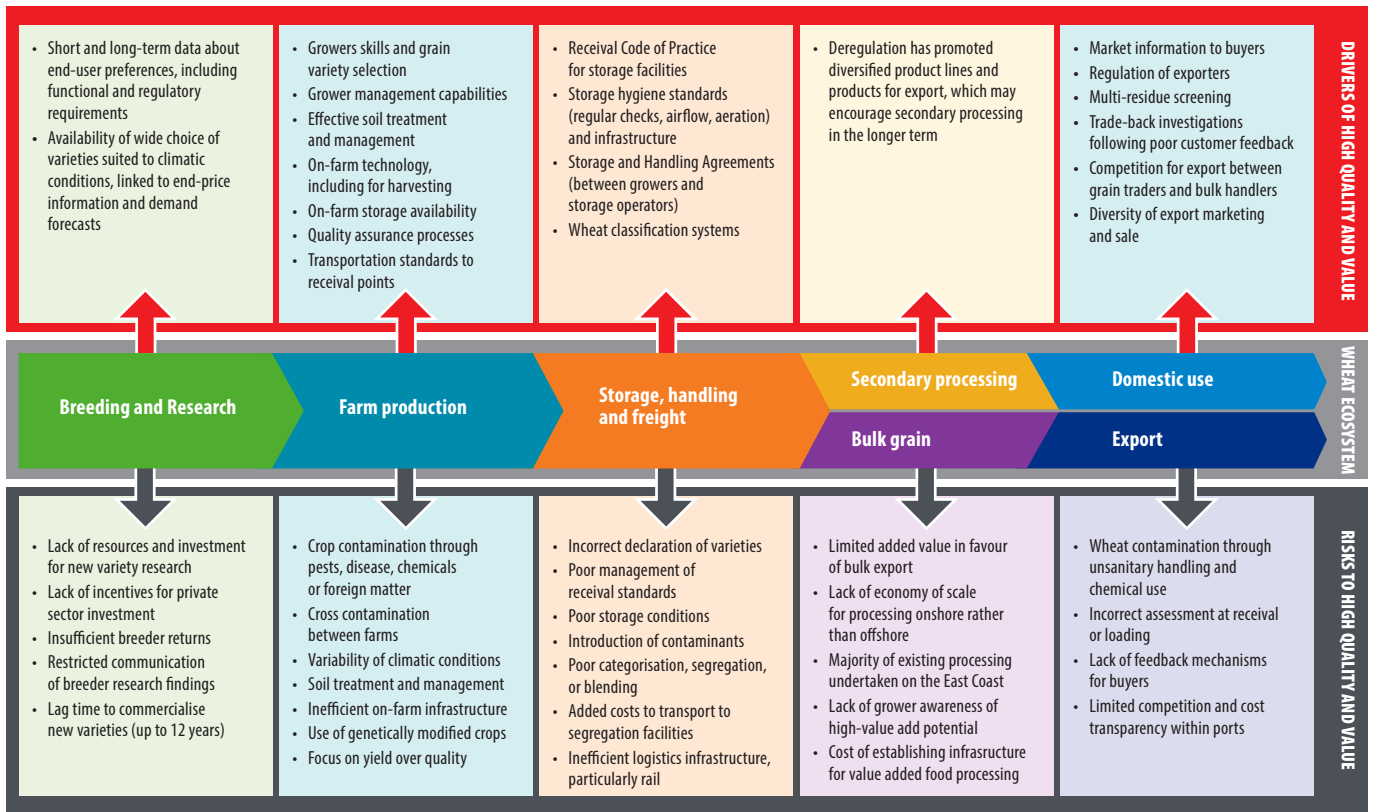 • Short and long-term data about
end-user preferences, including
functional and regulatory
requirements
• Availability of wide choice of
varieties suited to climatic
conditions, linked to end-price
information and demand
forecasts
• Growers skills and grain
variety selection
• Grower management capabilities
• Effective soil treatment
and management
• On-farm technology,
including for harvesting
• On-farm storage availability
• Quality assurance processes
• Transportation standards to
receival points
• Receival Code of Practice
for storage facilities
• Storage hygiene standards
(regular checks, airflow, aeration)
and infrastructure
• Storage and Handling Agreements
(between growers and
storage operators)
• Wheat classification systems
• Deregulation has promoted
diversified product lines and
products for export, which may
encourage secondary processing
in the longer term
• Market information to buyers
• Regulation of exporters
• Multi-residue screening
• Trade-back investigations
following poor customer feedback
• Competition for export between
grain traders and bulk handlers
• Diversity of export marketing
and sale
DRIVERS OF HIGH QUALITY AND VALUE
Breeding and Research
Farm production
Storage, handling
and freight
Secondary processing
Bulk grain
Domestic use
Export
WHEAT ECOSYSTEM
• Lack of resources and investment
for new variety research
• Lack of incentives for private
sector investment
• Insufficient breeder returns
• Restricted communication
of breeder research findings
• Lag time to commercialise
new varieties (up to 12 years)
• Crop contamination through
pests, disease, chemicals
or foreign matter
• Cross contamination
between farms
• Variability of climatic conditions
• Soil treatment and management
• Inefficient on-farm infrastructure
• Use of genetically modified crops
• Focus on yield over quality
• Incorrect declaration of varieties
• Poor management of
receival standards
• Poor storage conditions
• Introduction of contaminants
• Poor categorisation, segregation,
or blending
• Added costs to transport to
segregation facilities
• Inefficient logistics infrastructure,
particularly rail
• Limited added value in favour
of bulk export
• Lack of economy of scale
for processing onshore rather
than offshore
• Majority of existing processing
undertaken on the East Coast
• Lack of grower awareness of
high-value add potential
• Cost of establishing infrasructure
for value added food processing
• Wheat contamination through
unsanitary handling and
chemical use
• Incorrect assessment at receival
or loading
• Lack of feedback mechanisms
for buyers
• Limited competition and cost
transparency within ports
RISKS TO HIGH QUALITY AND VALUE